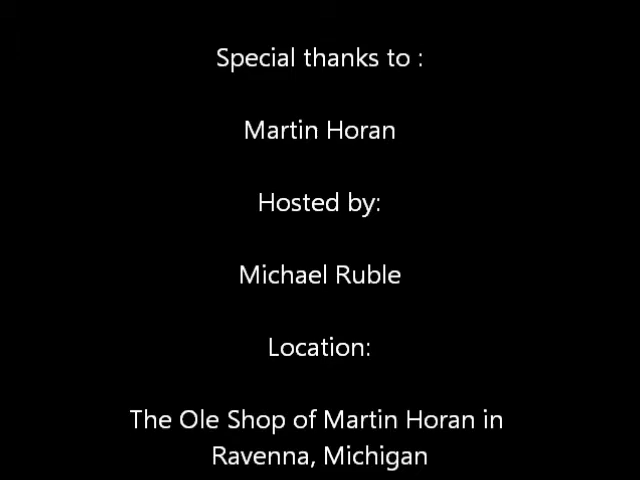 Special thanks to :
Martin Horan
Hosted by:
Michael Ruble
Location:
The Ole Shop of Martin Horan in
Ravenna, Michigan